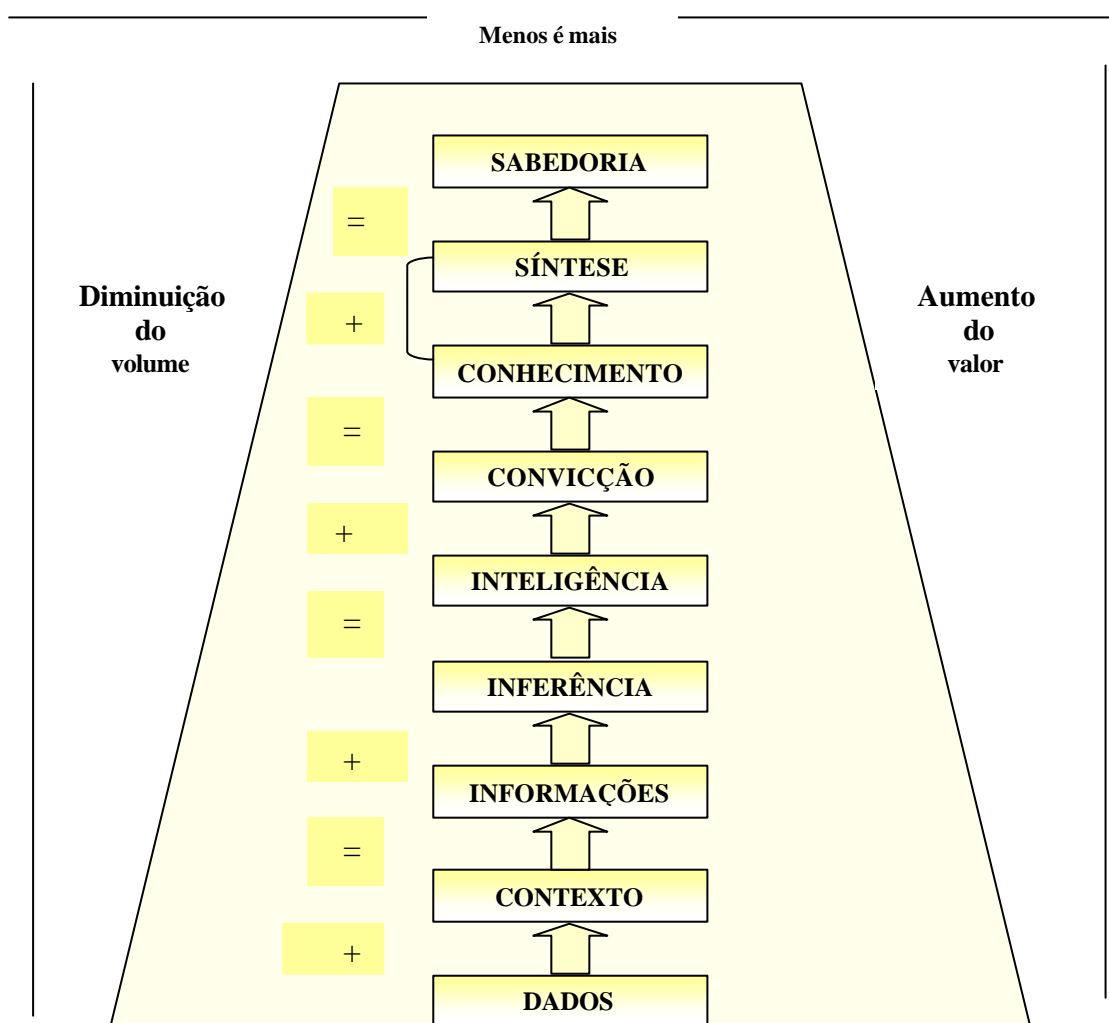 Menos é mais
SABEDORIA
=
SÍNTESE
Diminuição
do
volume
Aumento
do
valor
+
CONHECIMENTO
=
CONVICÇÃO
+
INTELIGÊNCIA
=
INFERÊNCIA
+
INFORMAÇÕES
=
CONTEXTO
+
DADOS